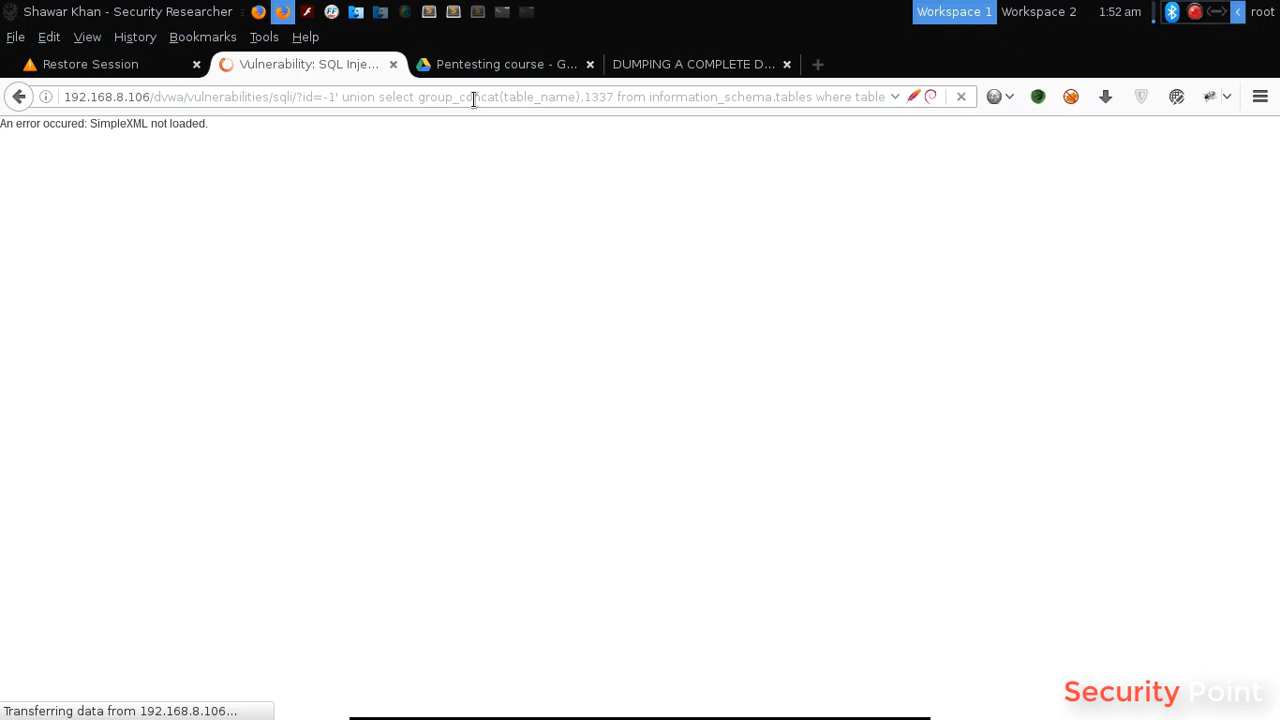 Shawar Khan - Security Researcher
Workspace 1 Workspace 2 1:52 am root
File Edit View History Bookmarks Tools Help
Restore Session Vulnerability: SQL Inje... Pentesting course - G... DUMPING A COMPLETE D...
192.168.8.106/dvwa/vulnerabilities/sqli/?id=-1' union select group_concat(table_name),1337 from information_schema.tables where table
An error occured: SimpleXML not loaded.
Security Point
Transferring data from 192.168.8.106...